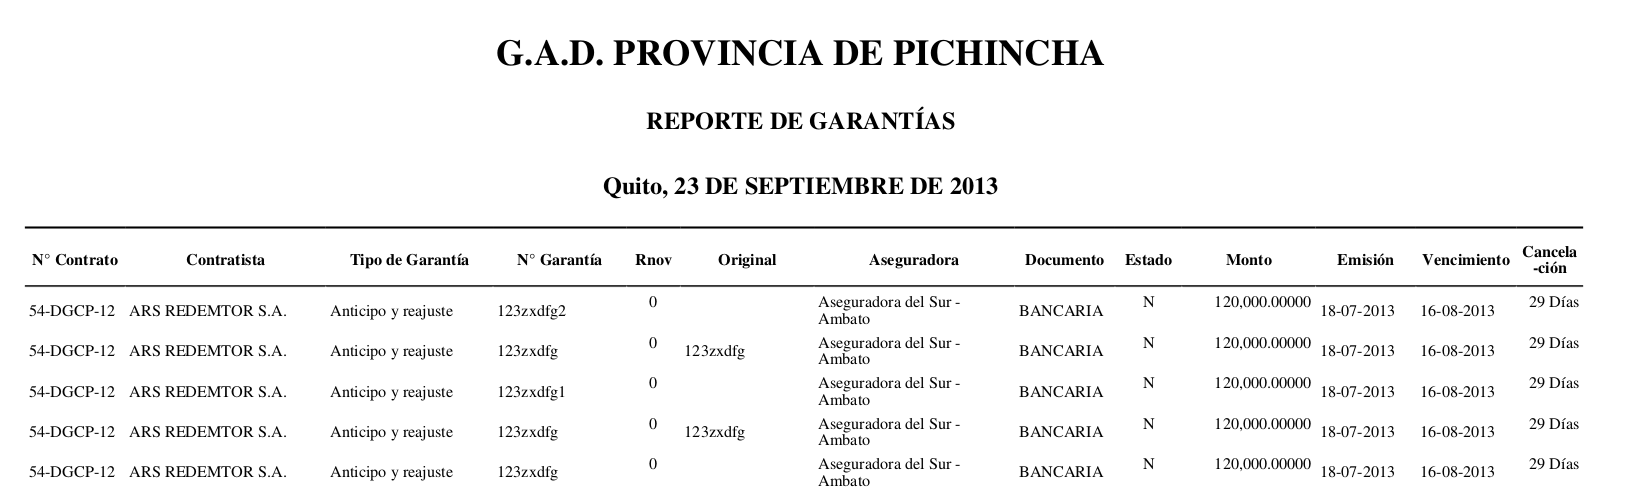 G.A.D. PROVINCIA DE PICHINCHA
REPORTE DE GARANTÍAS
Quito, 23 DE SEPTIEMBRE DE 2013
N° Contrato Contratista Tipo de Garantía N° Garantía Rnov Original Aseguradora Documento Estado Monto Emisión Vencimiento Cancela
-ción
54-DGCP-12 ARS REDEMTOR S.A. Anticipo y reajuste 123zxdfg2 0 Aseguradora del Sur - BANCARIA N 120,000.00000 18-07-2013 16-08-2013 29 Días
Ambato
54-DGCP-12 ARS REDEMTOR S.A. Anticipo y reajuste 123zxdfg 0 123zxdfg Aseguradora del Sur - BANCARIA N 120,000.00000 18-07-2013 16-08-2013 29 Días
Ambato
54-DGCP-12 ARS REDEMTOR S.A. Anticipo y reajuste 123zxdfg1 0 Aseguradora del Sur - BANCARIA N 120,000.00000 18-07-2013 16-08-2013 29 Días
Ambato
54-DGCP-12 ARS REDEMTOR S.A. Anticipo y reajuste 123zxdfg 0 123zxdfg Aseguradora del Sur - BANCARIA N 120,000.00000 18-07-2013 16-08-2013 29 Días
Ambato
54-DGCP-12 ARS REDEMTOR S.A. Anticipo y reajuste 123zxdfg 0 Aseguradora del Sur - BANCARIA N 120,000.00000 18-07-2013 16-08-2013 29 Días
Ambato